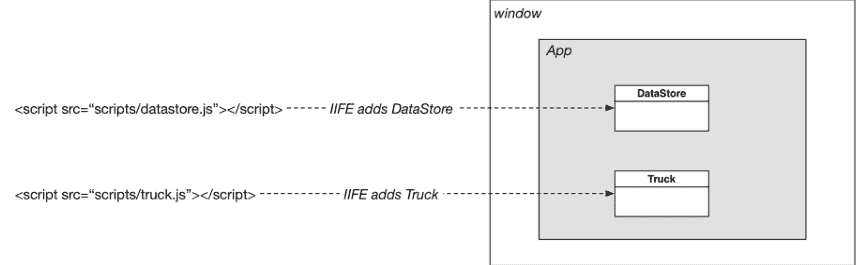 window
App
DataStore
<script src=“scripts/datastore.js”></script>
IIFE adds DataStore
Truck
<script src=“scripts/truck.js”></script>
IIFE adds Truck